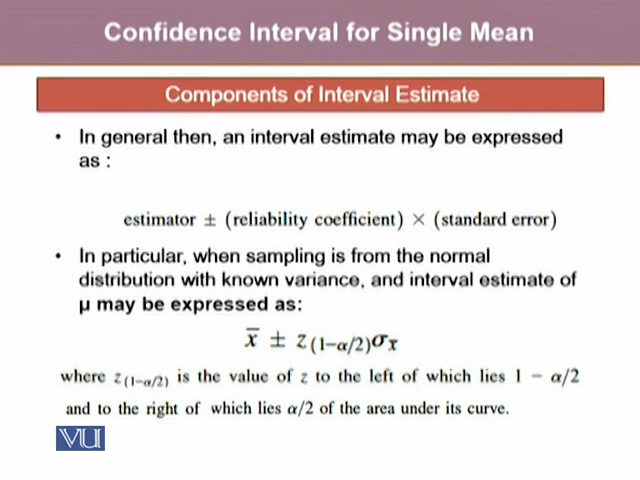 Confidence Interval for Single Mean
Components of Interval Estimate
• In general then, an interval estimate may be expressed
as :
estimator ± (reliability coefficient) × (standard error)
• In particular, when sampling is from the normal
distribution with known variance, and interval estimate of
µ may be expressed as:
x̅ ± z(1−α/2)σx̅
where z(1−α/2) is the value of z to the left of which lies 1 − α/2
and to the right of which lies α/2 of the area under its curve.
VU